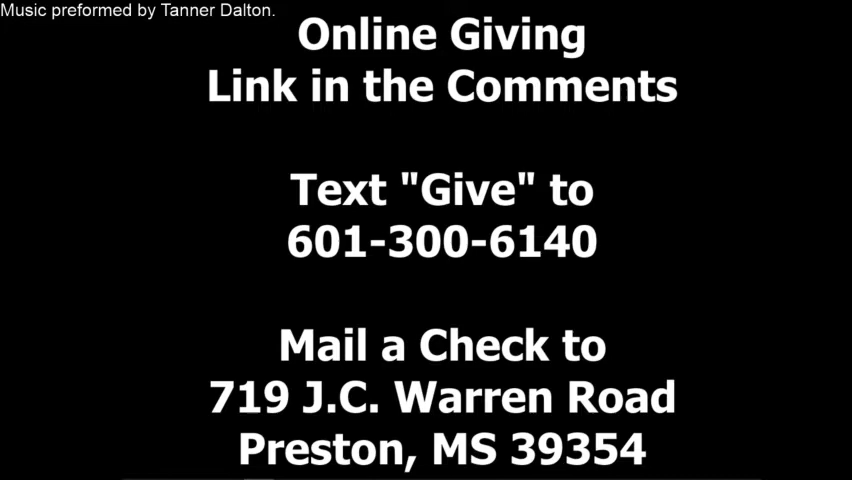 Music preformed by Tanner Dalton.
Online Giving
Link in the Comments
Text "Give" to
601-300-6140
Mail a Check to
719 J.C. Warren Road
Preston, MS 39354